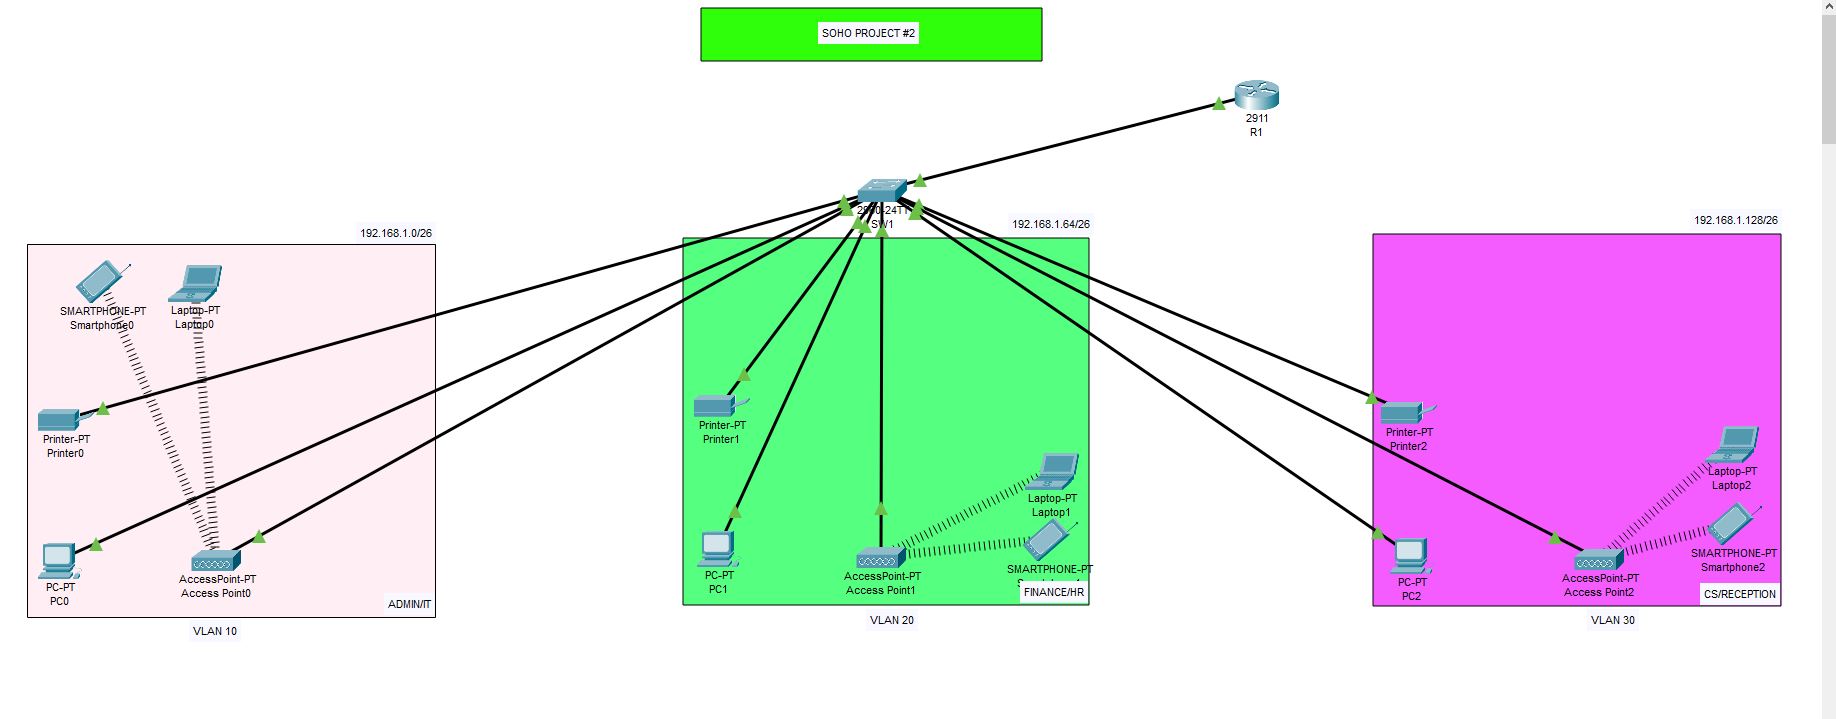 SOHO PROJECT #2
2911
R1
SW1
192.168.1.0/26
192.168.1.64/26
192.168.1.128/26
SMARTPHONE-PT
Smartphone0
Laptop-PT
Laptop0
Printer-PT
Printer0
PC-PT
PC0
AccessPoint-PT
Access Point0
ADMIN/IT
VLAN 10
Printer-PT
Printer1
PC-PT
PC1
AccessPoint-PT
Access Point1
Laptop-PT
Laptop1
SMARTPHONE-PT
FINANCE/HR
VLAN 20
Printer-PT
Printer2
PC-PT
PC2
AccessPoint-PT
Access Point2
Laptop-PT
Laptop2
SMARTPHONE-PT
Smartphone2
CS/RECEPTION
VLAN 30